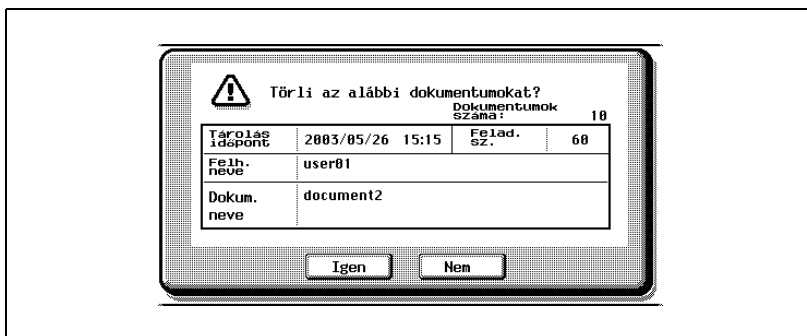 Törli az alábbi dokumentumokat?
Dokumentumok
száma: 10
Tárolás
időpont 2003/05/26 15:15 Felad.
sz. 60
Felh.
neve user01
Dokum.
neve document2
Igen Nem